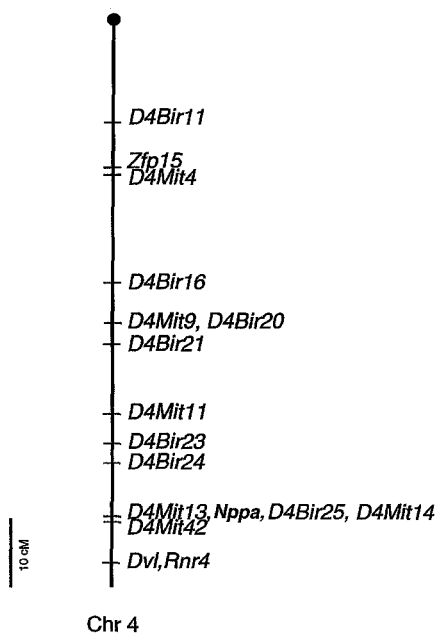 D4Bir11
Zfp15
D4Mit4
D4Bir16
D4Mit9, D4Bir20
D4Bir21
D4Mit11
D4Bir23
D4Bir24
D4Mit13, Nppa, D4Bir25, D4Mit14
D4Mit42
Dvl, Rnr4
10 cM
Chr 4